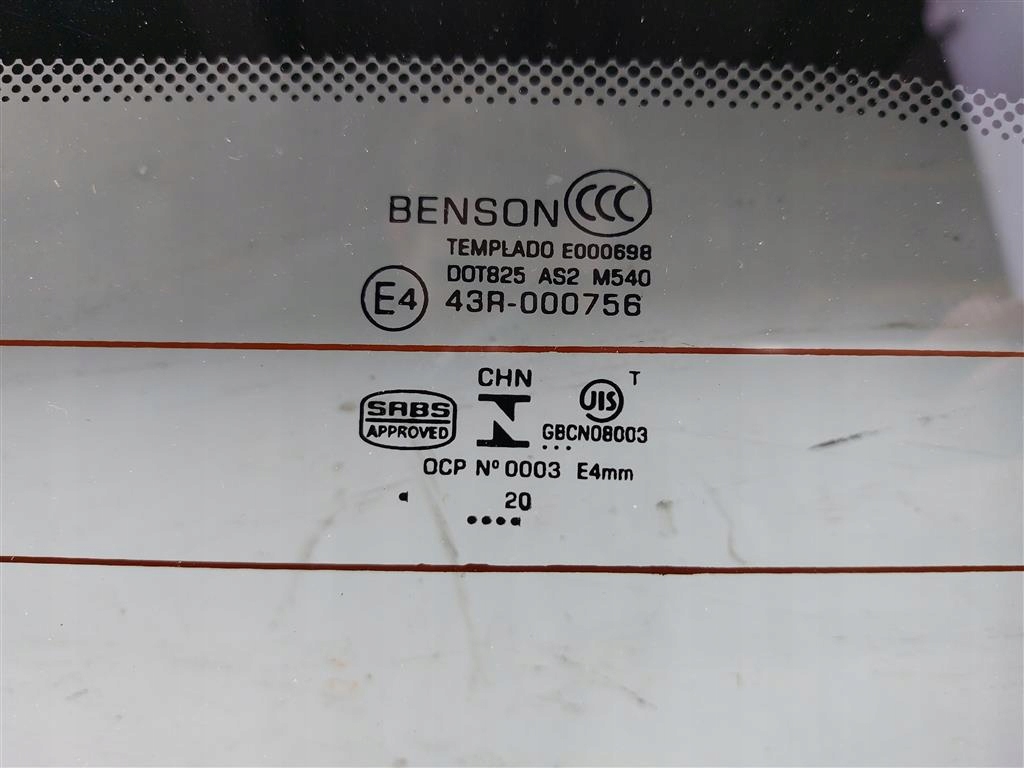 BENSON CCC
TEMPLADO E000698
DOT825 AS2 M540
E4 43R-000756
CHN
T
SABS
APPROVED
JIS
GBCN08003
OCP Nº 0003 E4mm
20